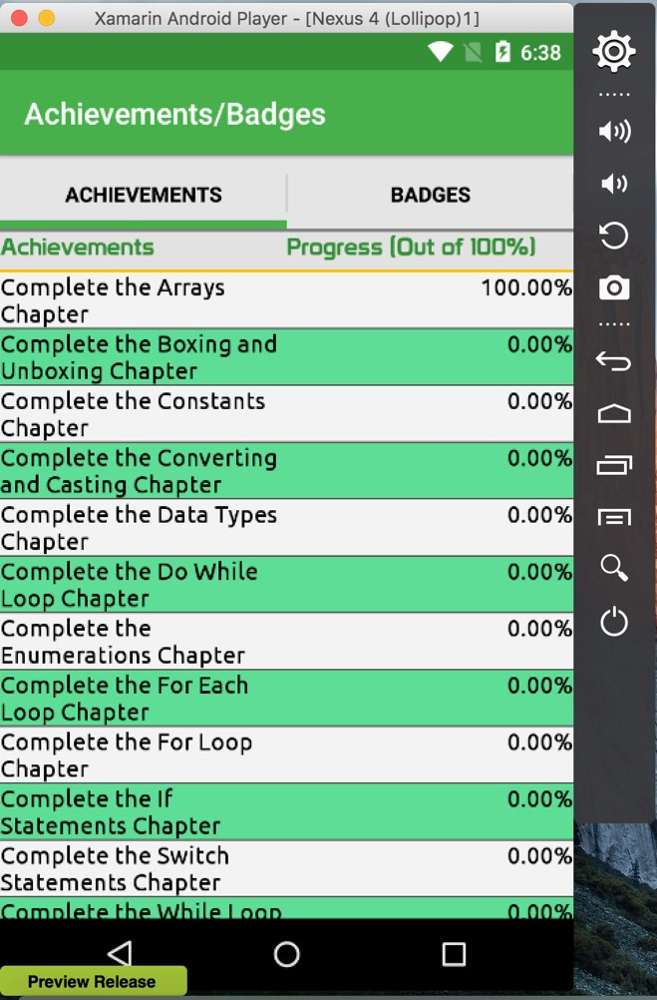 Xamarin Android Player - [Nexus 4 (Lollipop)1]
6:38
Achievements/Badges
ACHIEVEMENTS BADGES
Achievements Progress (Out of 100%)
Complete the Arrays 100.00%
Chapter
Complete the Boxing and 0.00%
Unboxing Chapter
Complete the Constants 0.00%
Chapter
Complete the Converting 0.00%
and Casting Chapter
Complete the Data Types 0.00%
Chapter
Complete the Do While 0.00%
Loop Chapter
Complete the 0.00%
Enumerations Chapter
Complete the For Each 0.00%
Loop Chapter
Complete the For Loop 0.00%
Chapter
Complete the If 0.00%
Statements Chapter
Complete the Switch 0.00%
Statements Chapter
Complete the While Loop 0.00%
Preview Release